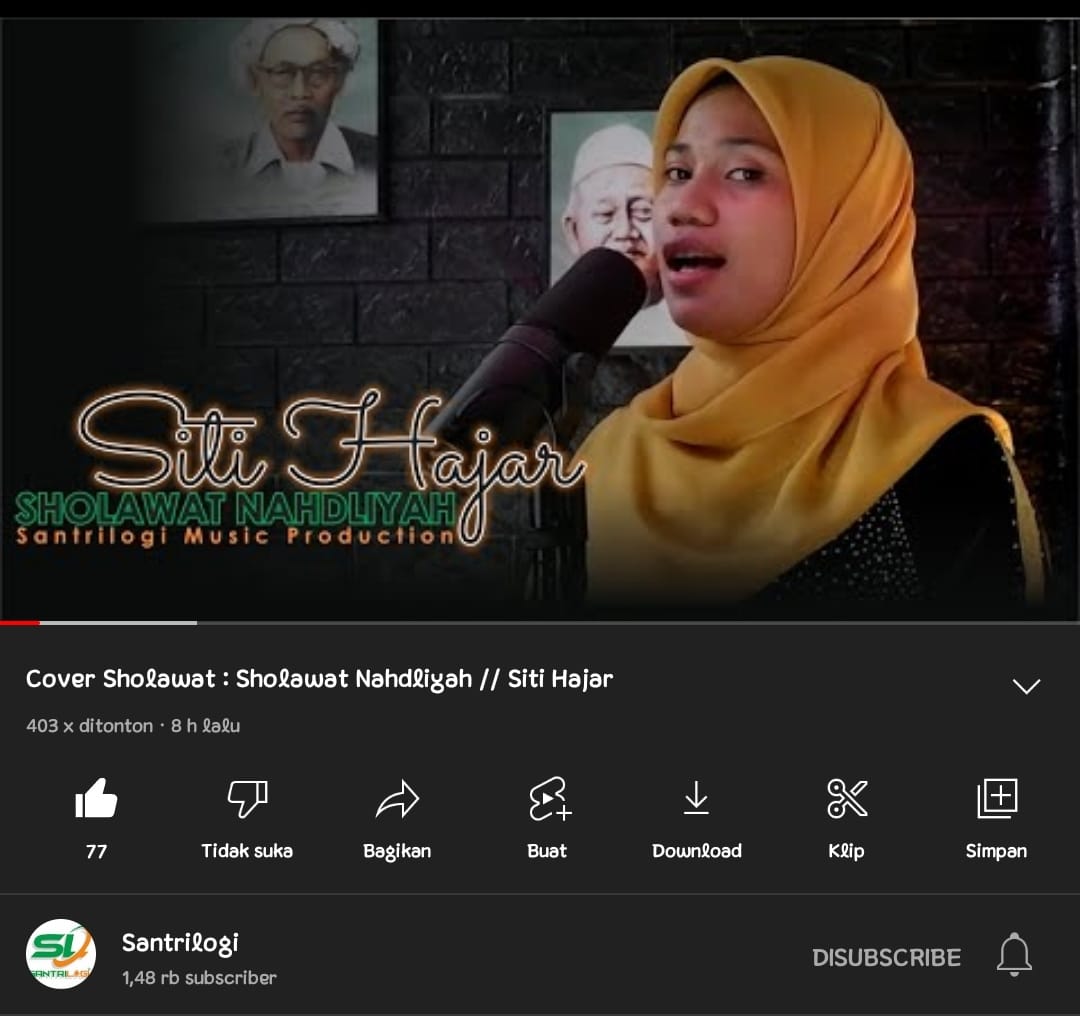 Siti Hajar
SHOLAWAT NAHDLIYAH
Santrilogi Music Production
Cover Sholawat : Sholawat Nahdliyah // Siti Hajar
403 x ditonton · 8 h lalu
77
Tidak suka
Bagikan
Buat
Download
Klip
Simpan
SL
SANTRILOGI
Santrilogi
DISUBSCRIBE
1,48 rb subscriber